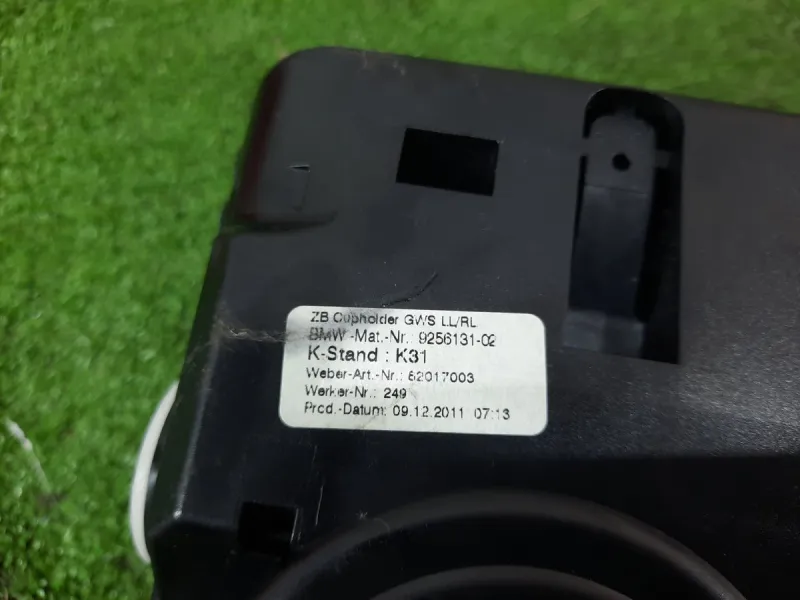 ZB Cupholder GWS LL/RL
BMW-Mat.-Nr.: 9256131-02
K-Stand : K31
Weber-Art.-Nr.: 62017003
Werker-Nr.: 249
Prod.-Datum: 09.12.2011 07:13